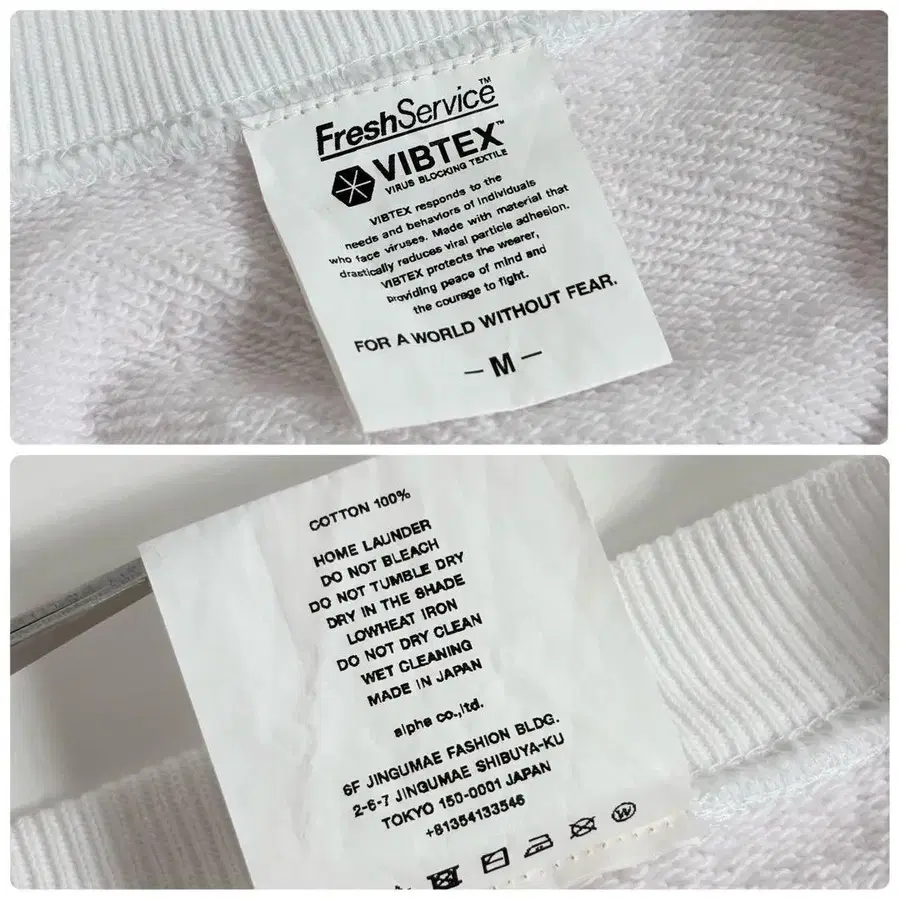 FreshService™
VIBTEX™
VIRUS BLOCKING TEXTILE
VIBTEX responds to the
needs and behaviors of individuals
who face viruses. Made with material that
drastically reduces viral particle adhesion.
VIBTEX protects the wearer,
providing peace of mind and
the courage to fight.
FOR A WORLD WITHOUT FEAR.
– M –
COTTON 100%
HOME LAUNDER
DO NOT BLEACH
DO NOT TUMBLE DRY
DRY IN THE SHADE
LOWHEAT IRON
DO NOT DRY CLEAN
WET CLEANING
MADE IN JAPAN
alpha co.,ltd.
6F JINGUMAE FASHION BLDG.
2-6-7 JINGUMAE SHIBUYA-KU
TOKYO 150-0001 JAPAN
+81354133546
W